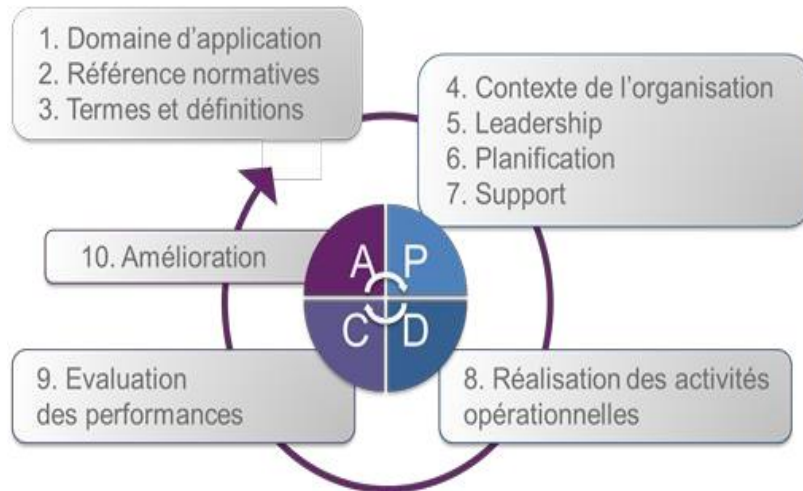 1. Domaine d'application
2. Référence normatives
3. Termes et définitions
4. Contexte de l'organisation
5. Leadership
6. Planification
7. Support
10. Amélioration
A P
C D
9. Evaluation
des performances
8. Réalisation des activités
opérationnelles